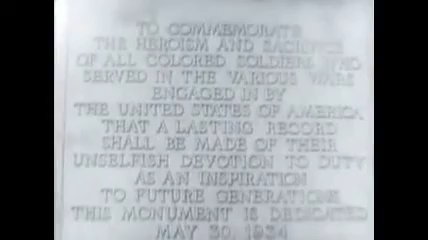 TO COMMEMORATE
THE HEROISM AND SACRIFICE
OF ALL COLORED SOLDIERS WHO
SERVED IN THE VARIOUS WARS
ENGAGED IN BY
THE UNITED STATES OF AMERICA
THAT A LASTING RECORD
SHALL BE MADE OF THEIR
UNSELFISH DEVOTION TO DUTY
AS AN INSPIRATION
TO FUTURE GENERATIONS
THIS MONUMENT IS DEDICATED
MAY 30, 1934